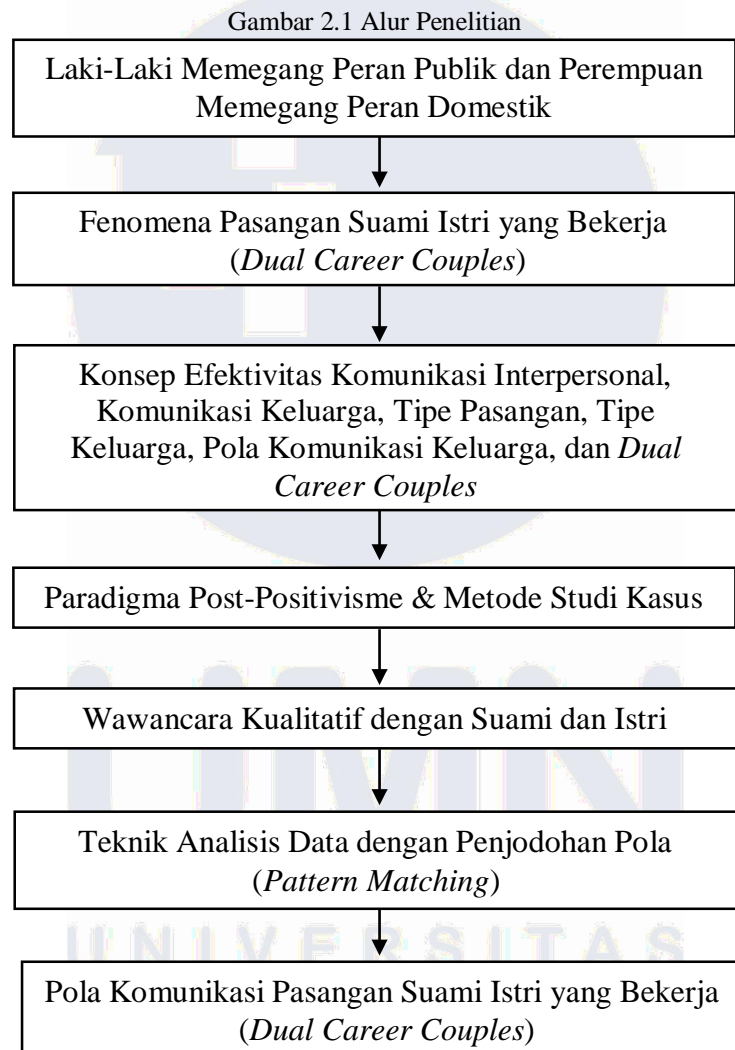 Gambar 2.1 Alur Penelitian
Laki-Laki Memegang Peran Publik dan Perempuan
Memegang Peran Domestik
Fenomena Pasangan Suami Istri yang Bekerja
(Dual Career Couples)
Konsep Efektivitas Komunikasi Interpersonal,
Komunikasi Keluarga, Tipe Pasangan, Tipe
Keluarga, Pola Komunikasi Keluarga, dan Dual
Career Couples
Paradigma Post-Positivisme & Metode Studi Kasus
Wawancara Kualitatif dengan Suami dan Istri
Teknik Analisis Data dengan Penjodohan Pola
(Pattern Matching)
UNIVERSITAS
Pola Komunikasi Pasangan Suami Istri yang Bekerja
(Dual Career Couples)